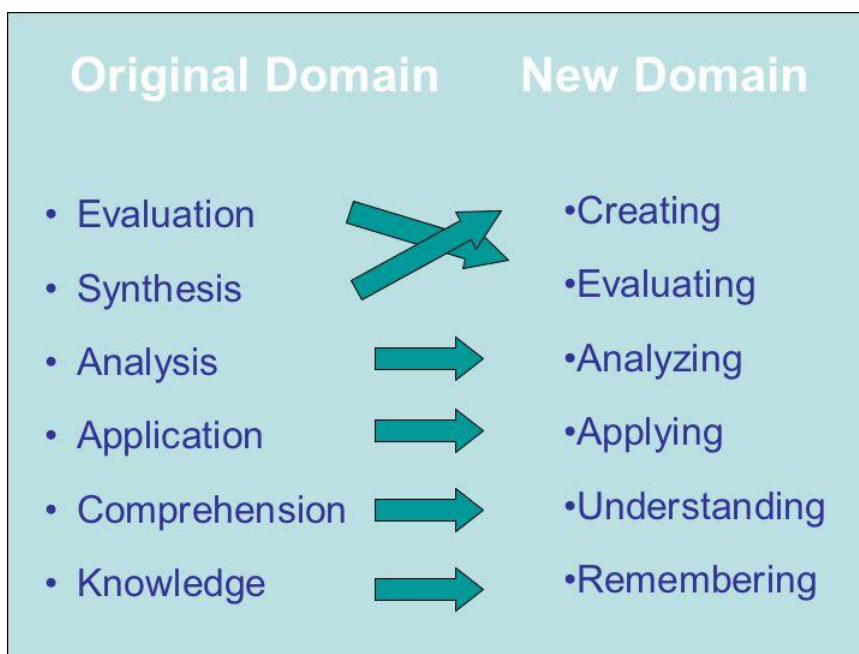 Original Domain New Domain
• Evaluation •Creating
• Synthesis •Evaluating
• Analysis •Analyzing
• Application •Applying
• Comprehension •Understanding
• Knowledge •Remembering